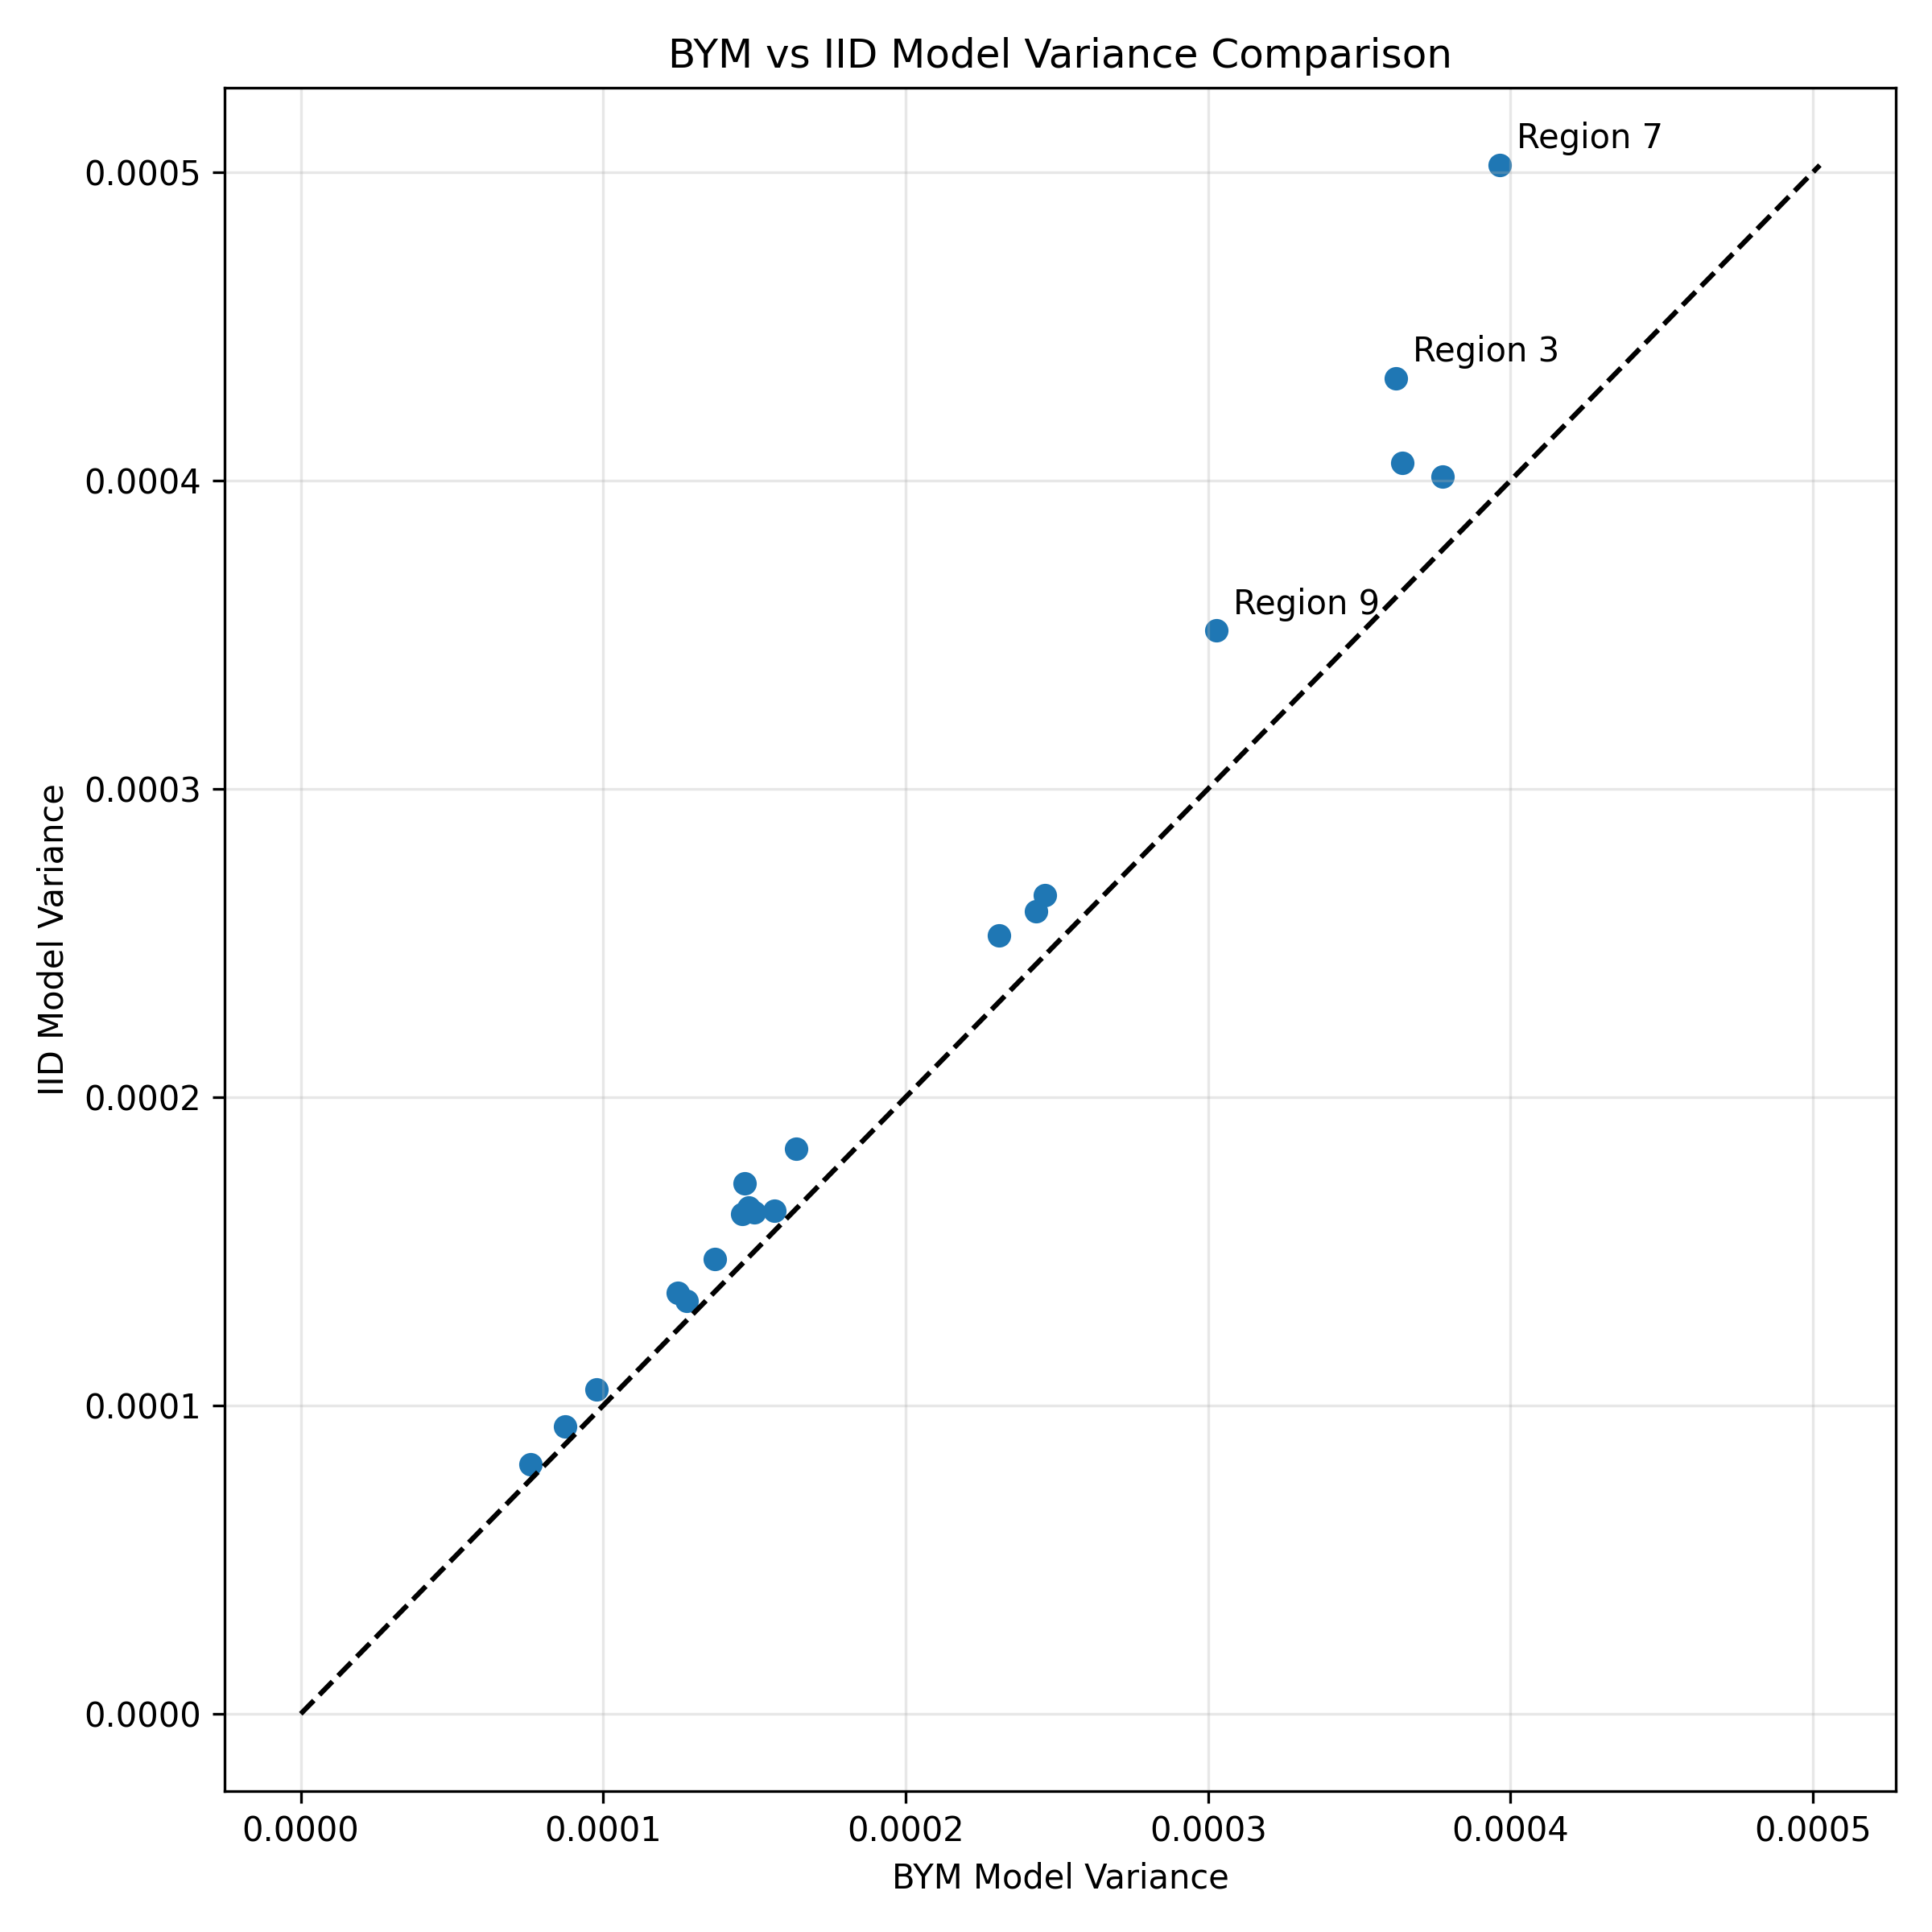 BYM vs IID Model Variance Comparison
Region 7
0.0005
Region 3
0.0004
Region 9
0.0003
IID Model Variance
0.0002
0.0001
0.0000
0.0000 0.0001 0.0002 0.0003 0.0004 0.0005
BYM Model Variance